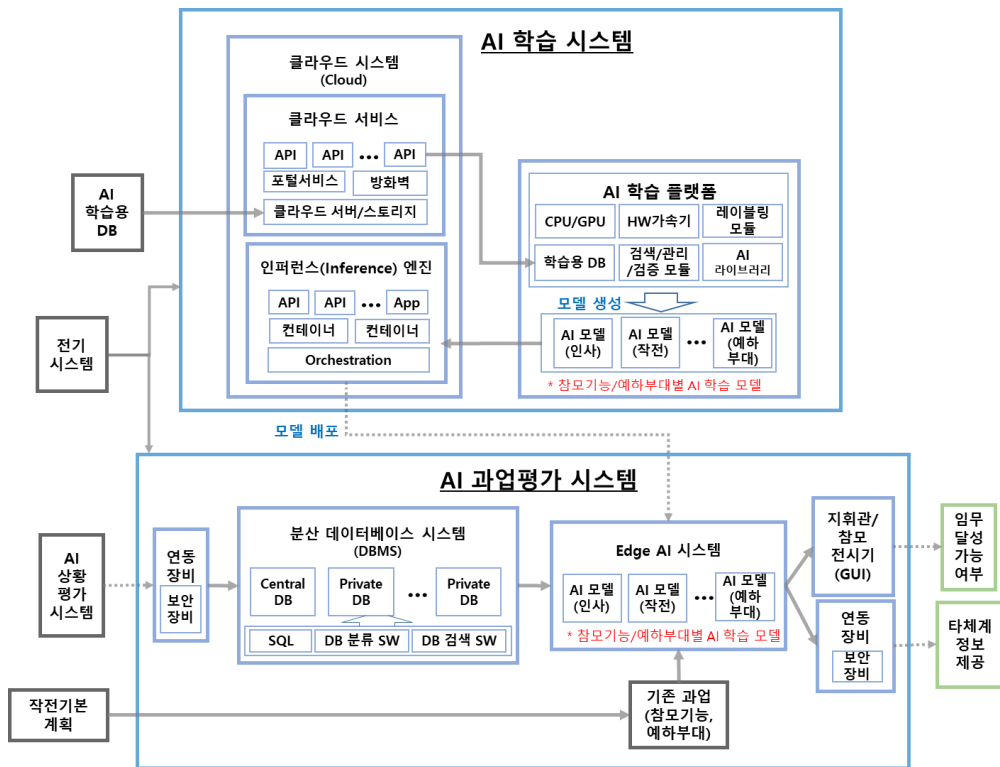 AI 학습 시스템
클라우드 시스템
(Cloud)
클라우드 서비스
API
API
...
API
포털서비스
방화벽
클라우드 서버/스토리지
인퍼런스(Inference) 엔진
API
API
...
App
컨테이너
컨테이너
Orchestration
AI
학습용
DB
전기
시스템
AI 학습 플랫폼
CPU/GPU
HW가속기
레이블링
모듈
학습용 DB
검색/관리
/검증 모듈
AI
라이브러리
모델 생성
AI 모델
(인사)
AI 모델
(작전)
...
AI 모델
(예하
부대)
* 참모기능/예하부대별 AI 학습 모델
모델 배포
AI 과업평가 시스템
AI
상황
평가
시스템
연동
장비
보안
장비
분산 데이터베이스 시스템
(DBMS)
Central
DB
Private
DB
...
Private
DB
SQL
DB 분류 SW
DB 검색 SW
Edge AI 시스템
AI 모델
(인사)
AI 모델
(작전)
...
AI 모델
(예하
부대)
* 참모기능/예하부대별 AI 학습 모델
지휘관/
참모
전시기
(GUI)
연동
장비
보안
장비
임무
달성
가능
여부
타체계
정보
제공
작전기본
계획
기존 과업
(참모기능,
예하부대)